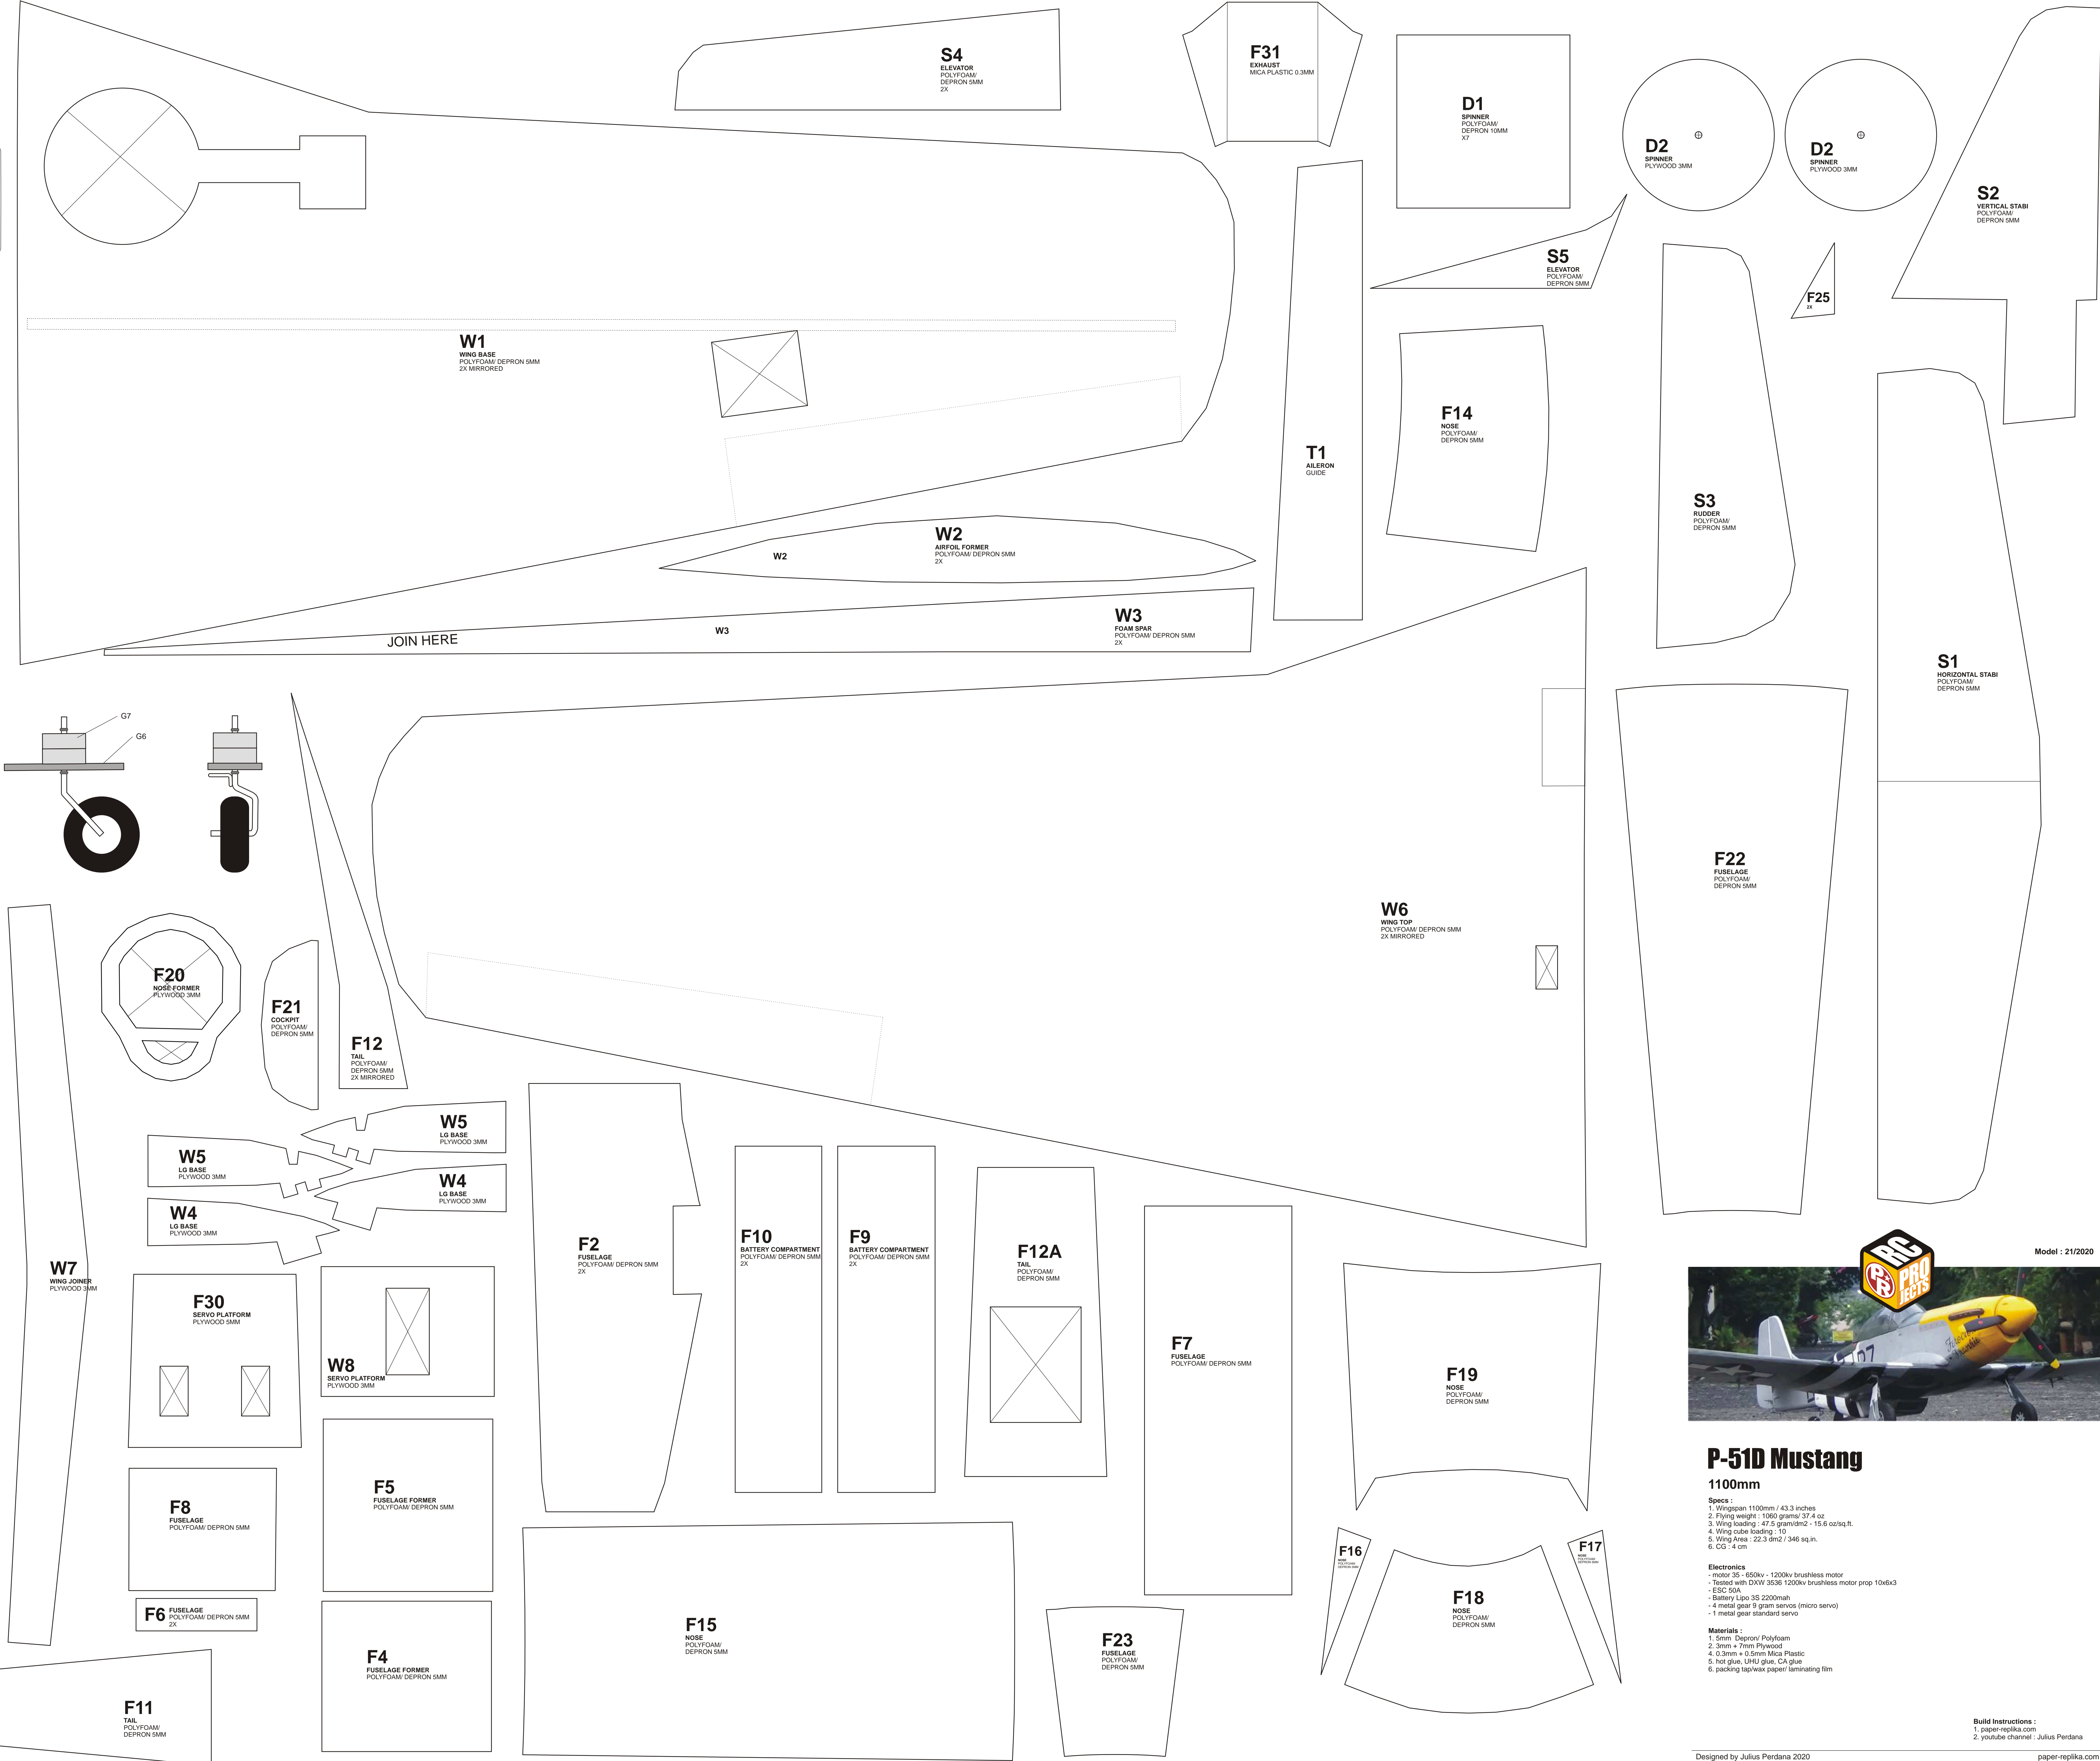 S4
ELEVATOR
POLYFOAM/
DEPRON 5MM
2X
F31
EXHAUST
MICA PLASTIC 0.3MM
D1
SPINNER
POLYFOAM/
DEPRON 10MM
X7
D2
SPINNER
PLYWOOD 3MM
D2
SPINNER
PLYWOOD 3MM
S2
VERTICAL STABI
POLYFOAM/
DEPRON 5MM
S5
ELEVATOR
POLYFOAM/
DEPRON 5MM
F25
2X
W1
WING BASE
POLYFOAM/ DEPRON 5MM
2X MIRRORED
F14
NOSE
POLYFOAM/
DEPRON 5MM
T1
AILERON
GUIDE
S3
RUDDER
POLYFOAM/
DEPRON 5MM
W2
AIRFOIL FORMER
POLYFOAM/ DEPRON 5MM
2X
W2
W3
FOAM SPAR
POLYFOAM/ DEPRON 5MM
2X
W3
JOIN HERE
S1
HORIZONTAL STABI
POLYFOAM/
DEPRON 5MM
G7
G6
F22
FUSELAGE
POLYFOAM/
DEPRON 5MM
W6
WING TOP
POLYFOAM/ DEPRON 5MM
2X MIRRORED
F20
NOSE FORMER
PLYWOOD 3MM
F21
COCKPIT
POLYFOAM/
DEPRON 5MM
F12
TAIL
POLYFOAM/
DEPRON 5MM
2X MIRRORED
W5
LG BASE
PLYWOOD 3MM
W5
LG BASE
PLYWOOD 3MM
W4
LG BASE
PLYWOOD 3MM
W4
LG BASE
PLYWOOD 3MM
W7
WING JOINER
PLYWOOD 3MM
F30
SERVO PLATFORM
PLYWOOD 5MM
W8
SERVO PLATFORM
PLYWOOD 3MM
F2
FUSELAGE
POLYFOAM/ DEPRON 5MM
2X
F10
BATTERY COMPARTMENT
POLYFOAM/ DEPRON 5MM
2X
F9
BATTERY COMPARTMENT
POLYFOAM/ DEPRON 5MM
2X
F12A
TAIL
POLYFOAM/
DEPRON 5MM
F7
FUSELAGE
POLYFOAM/ DEPRON 5MM
F19
NOSE
POLYFOAM/
DEPRON 5MM
F8
FUSELAGE
POLYFOAM/ DEPRON 5MM
F5
FUSELAGE FORMER
POLYFOAM/ DEPRON 5MM
F6
FUSELAGE
POLYFOAM/ DEPRON 5MM
2X
F4
FUSELAGE FORMER
POLYFOAM/ DEPRON 5MM
F11
TAIL
POLYFOAM/
DEPRON 5MM
F15
NOSE
POLYFOAM/
DEPRON 5MM
F23
FUSELAGE
POLYFOAM/
DEPRON 5MM
F16
NOSE
POLYFOAM/
DEPRON 5MM
F17
NOSE
POLYFOAM/
DEPRON 5MM
F18
NOSE
POLYFOAM/
DEPRON 5MM
Model : 21/2020
RC
P-R
PRO
JECTS
P-51D Mustang
1100mm
Specs :
1. Wingspan 1100mm / 43.3 inches
2. Flying weight : 1060 grams/ 37.4 oz
3. Wing loading : 47.5 gram/dm2 - 15.6 oz/sq.ft.
4. Wing cube loading : 10
5. Wing Area : 22.3 dm2 / 346 sq.in.
6. CG : 4 cm
Electronics
- motor 35 - 650kv - 1200kv brushless motor
- Tested with DXW 3536 1200kv brushless motor prop 10x6x3
- ESC 50A
- Battery Lipo 3S 2200mah
- 4 metal gear 9 gram servos (micro servo)
- 1 metal gear standard servo
Materials :
1. 5mm Depron/ Polyfoam
2. 3mm + 7mm Plywood
4. 0.3mm + 0.5mm Mica Plastic
5. hot glue, UHU glue, CA glue
6. packing tap/wax paper/ laminating film
Build Instructions :
1. paper-replika.com
2. youtube channel : Julius Perdana
Designed by Julius Perdana 2020
paper-replika.com